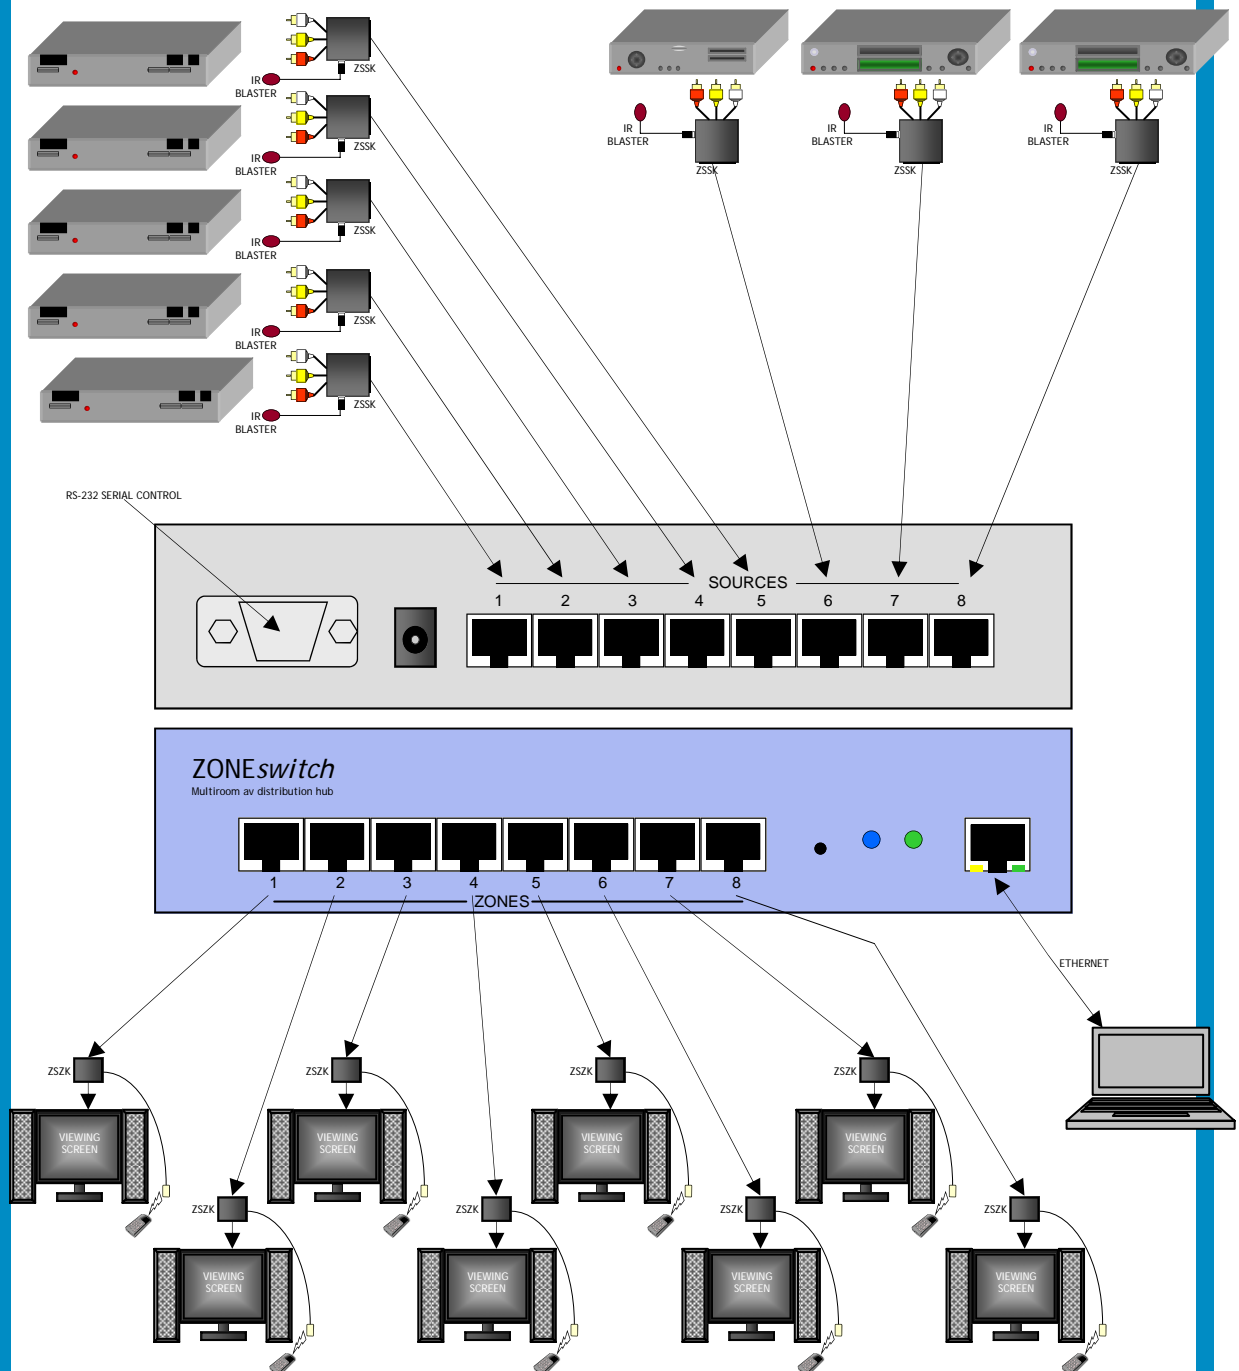 ZSSK
IR
BLASTER
ZSSK
IR
BLASTER
ZSSK
IR
BLASTER
ZSSK
IR
BLASTER
ZSSK
IR
BLASTER
IR
BLASTER
ZSSK
IR
BLASTER
ZSSK
IR
BLASTER
ZSSK
RS-232 SERIAL CONTROL
SOURCES
1 2 3 4 5 6 7 8
ZONEswitch
Multiroom av distribution hub
1 2 3 4 5 6 7 8
ZONES
ETHERNET
ZSZK
ZSZK
ZSZK
ZSZK
VIEWING
SCREEN
VIEWING
SCREEN
VIEWING
SCREEN
VIEWING
SCREEN
ZSZK
ZSZK
ZSZK
ZSZK
VIEWING
SCREEN
VIEWING
SCREEN
VIEWING
SCREEN
VIEWING
SCREEN